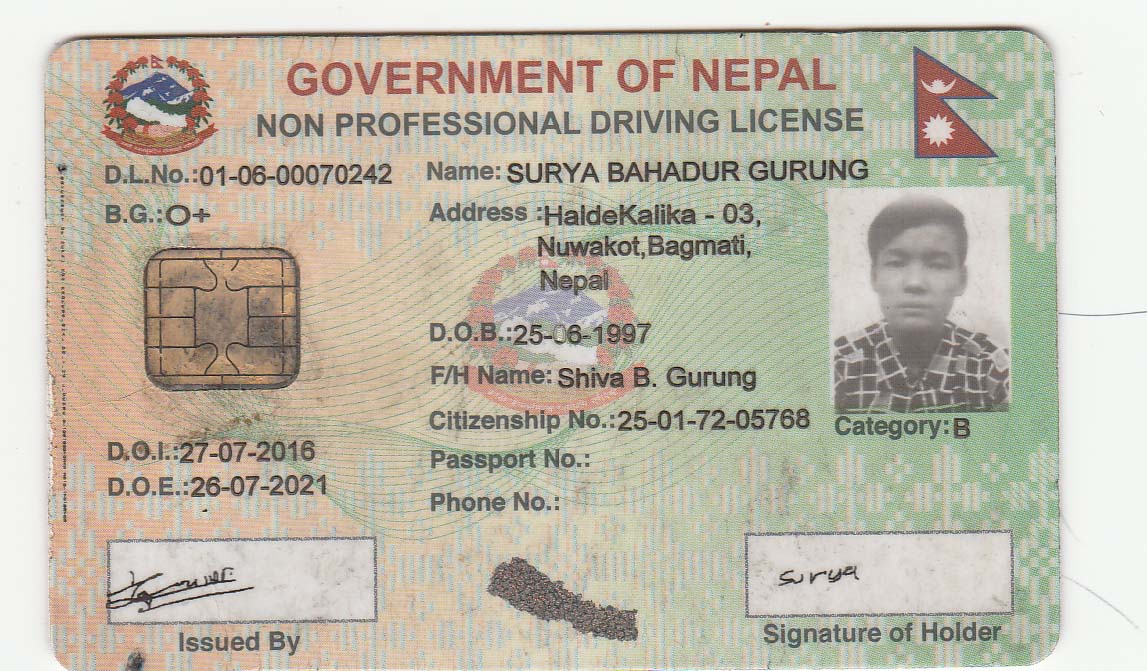 GOVERNMENT OF NEPAL
NON PROFESSIONAL DRIVING LICENSE
D.L.No.:01-06-00070242
Name: SURYA BAHADUR GURUNG
B.G.:O+
Address :HaldeKalika - 03,
Nuwakot,Bagmati,
Nepal
D.O.B.:25-06-1997
F/H Name: Shiva B. Gurung
Citizenship No.:25-01-72-05768
Category:B
D.O.I.:27-07-2016
Passport No.:
D.O.E.:26-07-2021
Phone No.:
Surya
Issued By
Signature of Holder